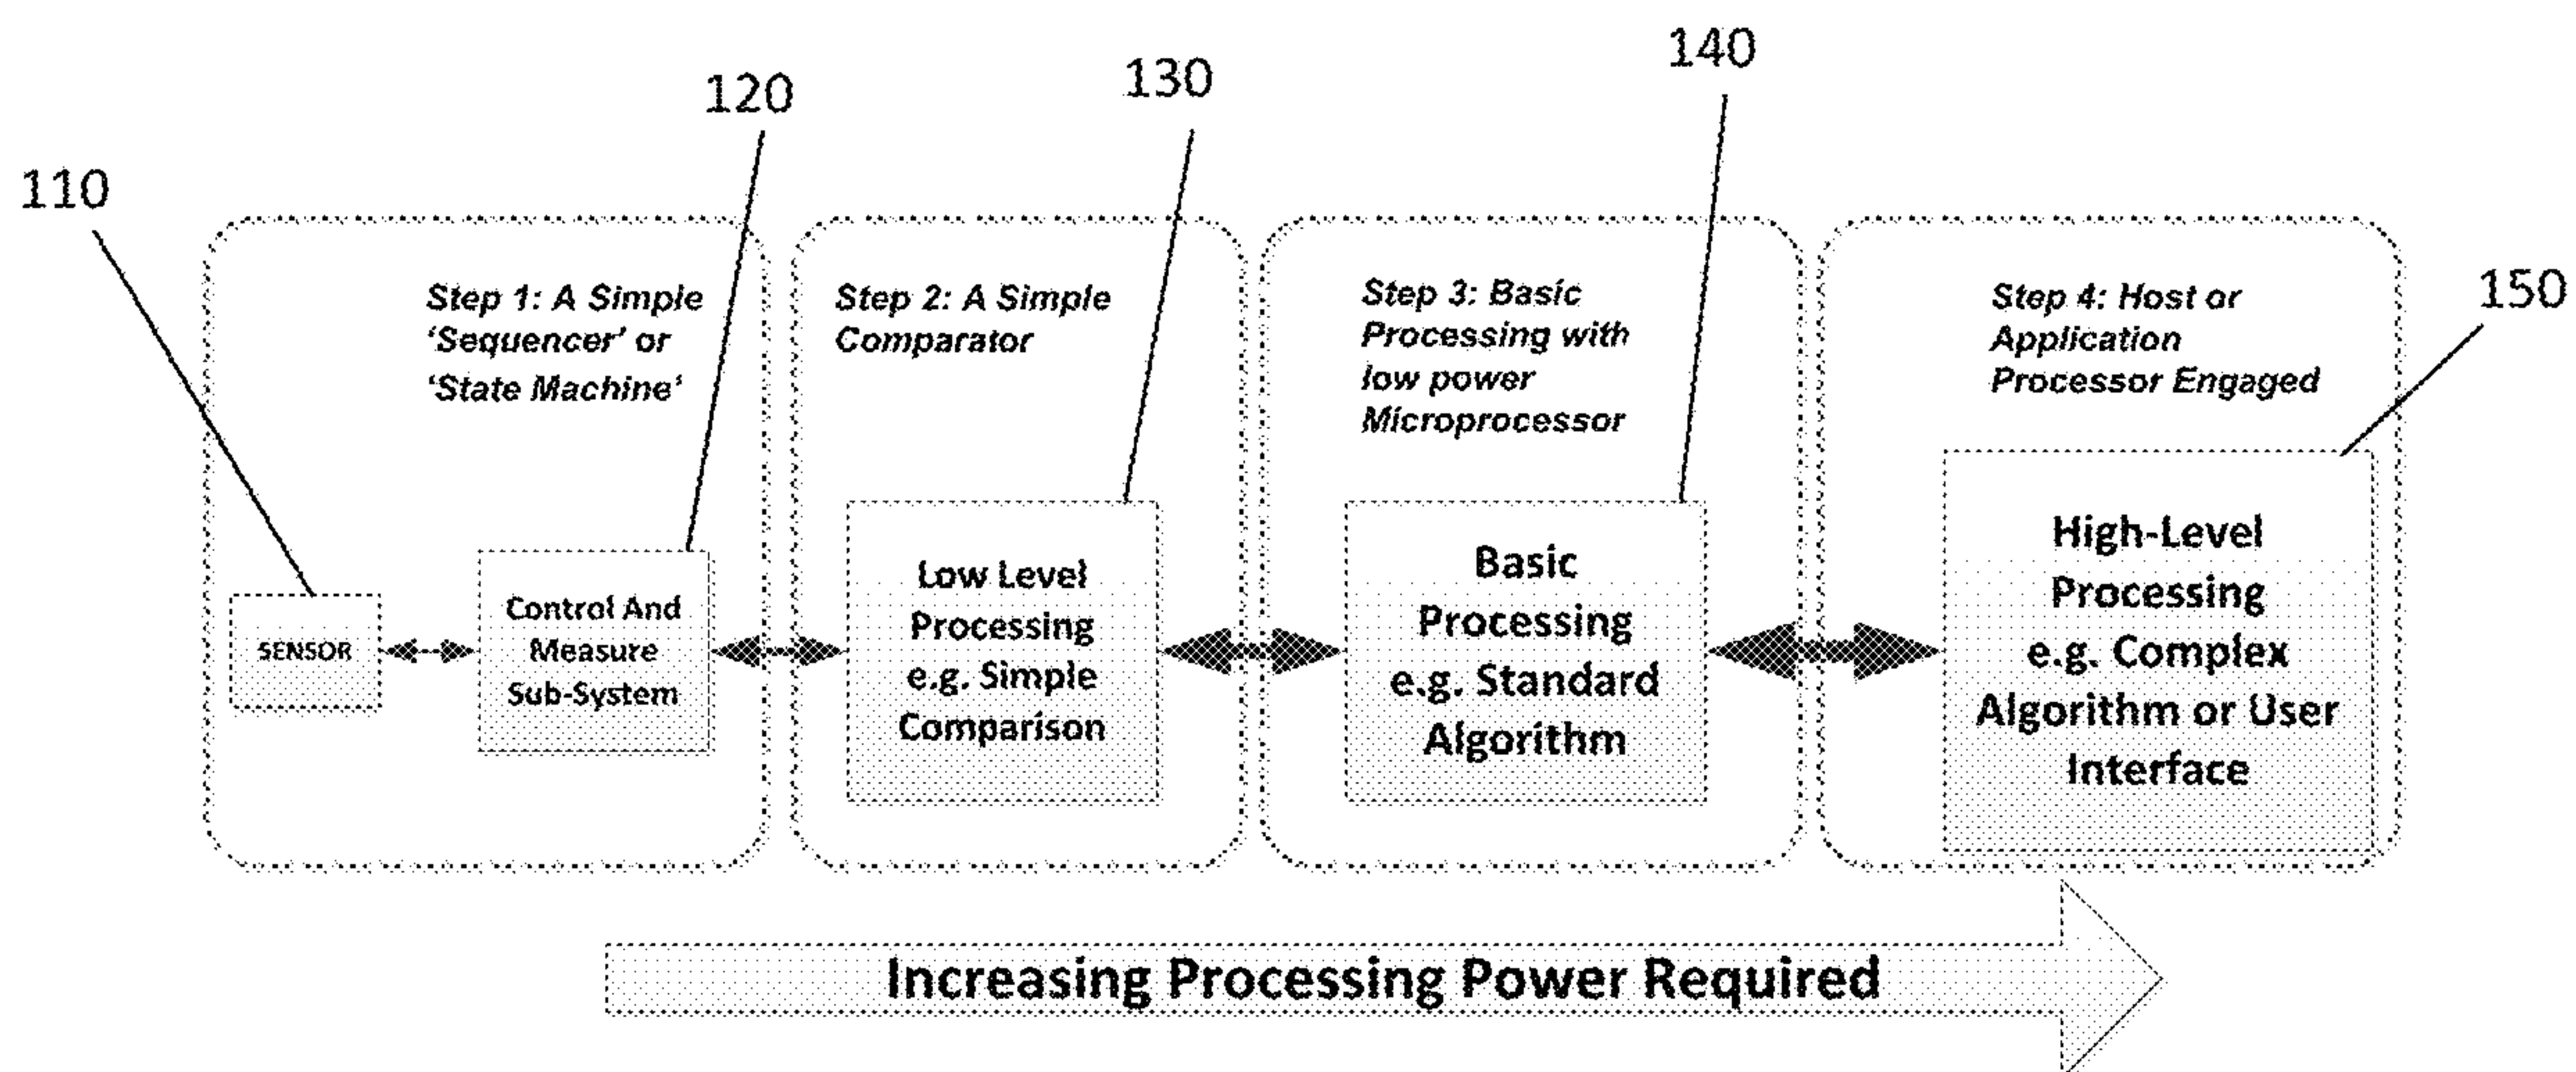 110
120
130
140
150
Step 1: A Simple
‘Sequencer’ or
‘State Machine’
Step 2: A Simple
Comparator
Step 3: Basic
Processing with
low power
Microprocessor
Step 4: Host or
Application
Processor Engaged
SENSOR
Control And
Measure
Sub-System
Low Level
Processing
e.g. Simple
Comparison
Basic
Processing
e.g. Standard
Algorithm
High-Level
Processing
e.g. Complex
Algorithm or User
Interface
Increasing Processing Power Required